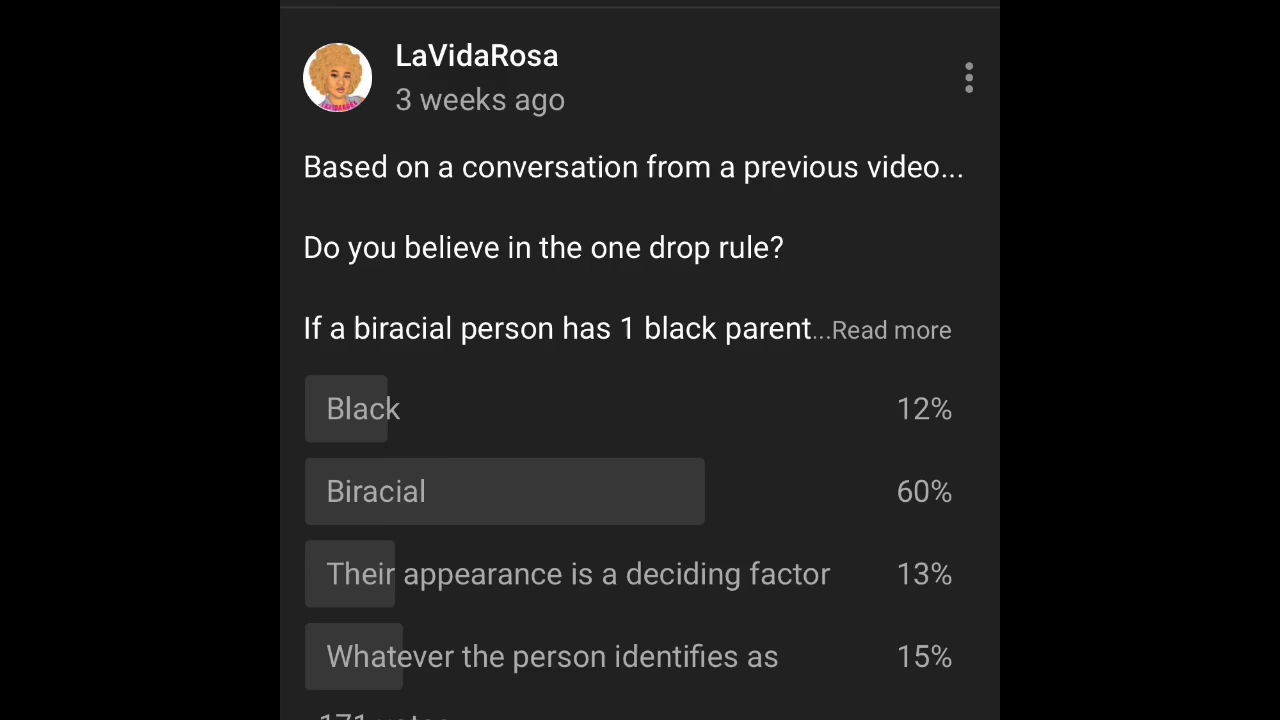 LaVidaRosa
3 weeks ago
Based on a conversation from a previous video...
Do you believe in the one drop rule?
If a biracial person has 1 black parent...Read more
Black 12%
Biracial 60%
Their appearance is a deciding factor 13%
Whatever the person identifies as 15%
171 votes